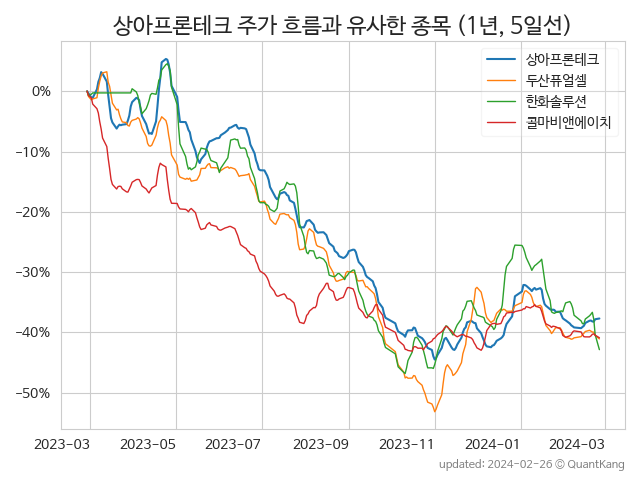 상아프론테크 주가 흐름과 유사한 종목 (1년, 5일선)
상아프론테크
두산퓨얼셀
한화솔루션
콜마비앤에이치
0%
−10%
−20%
−30%
−40%
−50%
2023-03 2023-05 2023-07 2023-09 2023-11 2024-01 2024-03
updated: 2024-02-26 © QuantKang